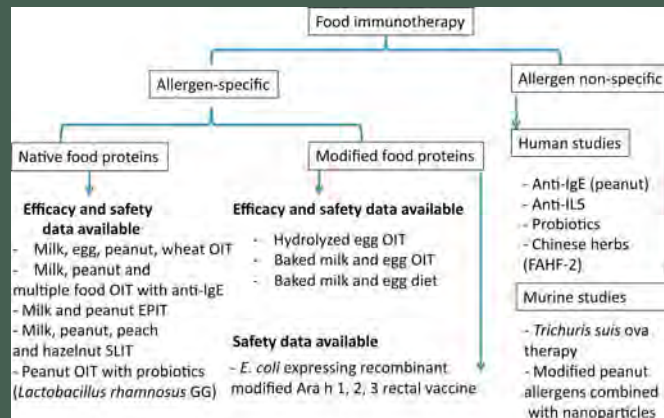 Food immunotherapy
Allergen-specific
Allergen non-specific
Native food proteins
Modified food proteins
Human studies
Efficacy and safety
data available
- Milk, egg, peanut, wheat OIT
- Milk, peanut and
multiple food OIT with anti-IgE
- Milk and peanut EPIT
- Milk, peanut, peach
and hazelnut SLIT
- Peanut OIT with probiotics
(Lactobacillus rhamnosus GG)
Efficacy and safety data available
- Hydrolyzed egg OIT
- Baked milk and egg OIT
- Baked milk and egg diet
Safety data available
- E. coli expressing recombinant
modified Ara h 1, 2, 3 rectal vaccine
- Anti-IgE (peanut)
- Anti-IL5
- Probiotics
- Chinese herbs
(FAHF-2)
Murine studies
- Trichuris suis ova
therapy
- Modified peanut
allergens combined
with nanoparticles